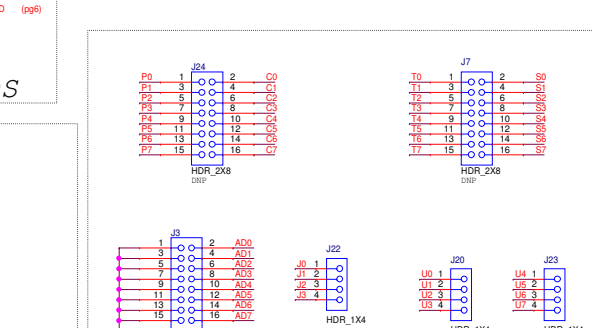 (pg6)
S
J24
P0 1 2 C0
P1 3 4 C1
P2 5 6 C2
P3 7 8 C3
P4 9 10 C4
P5 11 12 C5
P6 13 14 C6
P7 15 16 C7
HDR_2X8
DNP
J7
T0 1 2 S0
T1 3 4 S1
T2 5 6 S2
T3 7 8 S3
T4 9 10 S4
T5 11 12 S5
T6 13 14 S6
T7 15 16 S7
HDR_2X8
DNP
J3
1 2 AD0
3 4 AD1
5 6 AD2
7 8 AD3
9 10 AD4
11 12 AD5
13 14 AD6
15 16 AD7
J22
J0 1
J1 2
J2 3
J3 4
HDR_1X4
J20
U0 1
U1 2
U2 3
U3 4
HDR_1X4
J23
U4 1
U5 2
U6 3
U7 4
HDR_1X4